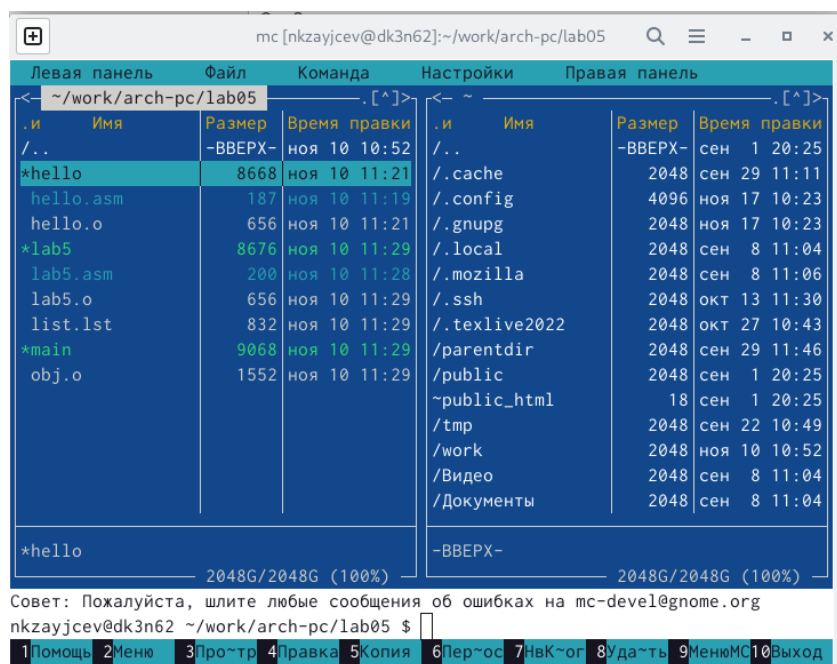 mc [nkzayjcev@dk3n62]:~/work/arch-pc/lab05
Левая панель Файл Команда Настройки Правая панель
<— ~/work/arch-pc/lab05 .[^]> <— ~ .[^]>
.и Имя Размер Время правки .и Имя Размер Время правки
/.. -ВВЕРХ- ноя 10 10:52 /.. -ВВЕРХ- сен 1 20:25
*hello 8668 ноя 10 11:21 /.cache 2048 сен 29 11:11
hello.asm 187 ноя 10 11:19 /.config 4096 ноя 17 10:23
hello.o 656 ноя 10 11:21 /.gnupg 2048 ноя 17 10:23
*lab5 8676 ноя 10 11:29 /.local 2048 сен 8 11:04
lab5.asm 200 ноя 10 11:28 /.mozilla 2048 сен 8 11:06
lab5.o 656 ноя 10 11:29 /.ssh 2048 окт 13 11:30
list.lst 832 ноя 10 11:29 /.texlive2022 2048 окт 27 10:43
*main 9068 ноя 10 11:29 /parentdir 2048 сен 29 11:46
obj.o 1552 ноя 10 11:29 /public 2048 сен 1 20:25
~public_html 18 сен 1 20:25
/tmp 2048 сен 22 10:49
/work 2048 ноя 10 10:52
/Видео 2048 сен 8 11:04
/Документы 2048 сен 8 11:04
*hello -ВВЕРХ-
2048G/2048G (100%) 2048G/2048G (100%)
Совет: Пожалуйста, шлите любые сообщения об ошибках на mc-devel@gnome.org
nkzayjcev@dk3n62 ~/work/arch-pc/lab05 $
1Помощь 2Меню 3Про~тр 4Правка 5Копия 6Пер~ос 7НвК~ог 8Уда~ть 9МенюМС 10Выход